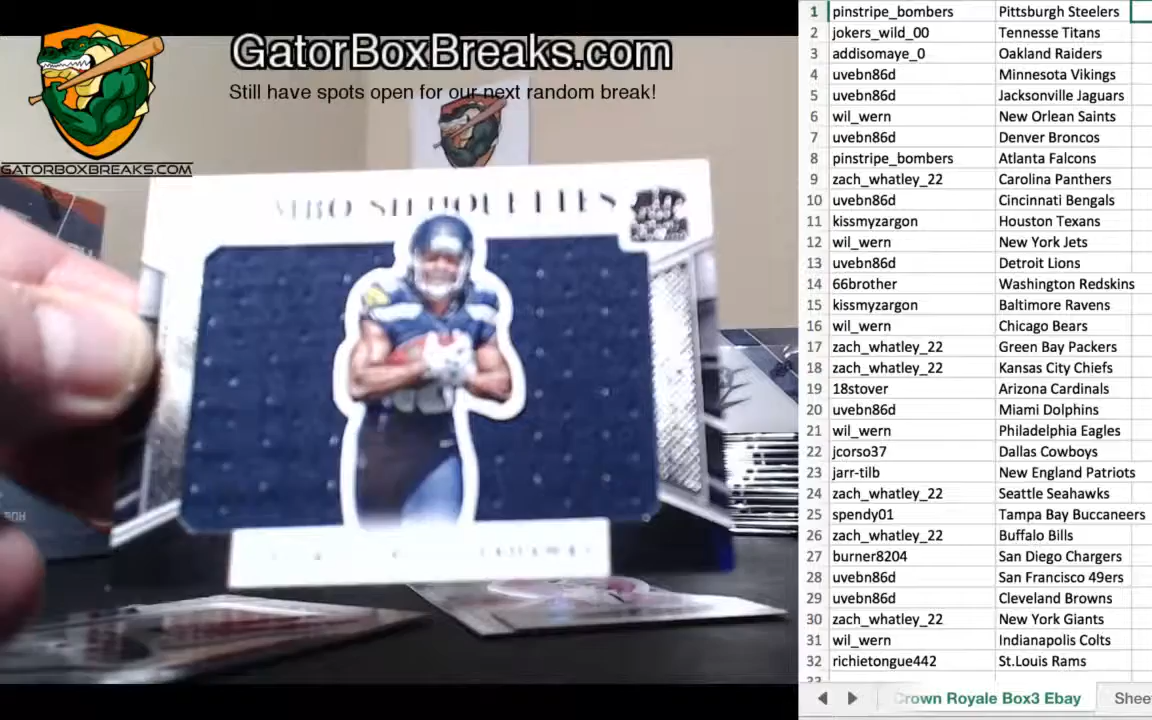 GatorBoxBreaks.com
Still have spots open for our next random break!
GATORBOXBREAKS.COM
SILHOUETTES
1 pinstripe_bombers Pittsburgh Steelers
2 jokers_wild_00 Tennesse Titans
3 addisomaye_0 Oakland Raiders
4 uvebn86d Minnesota Vikings
5 uvebn86d Jacksonville Jaguars
6 wil_wern New Orlean Saints
7 uvebn86d Denver Broncos
8 pinstripe_bombers Atlanta Falcons
9 zach_whatley_22 Carolina Panthers
10 uvebn86d Cincinnati Bengals
11 kissmyzargon Houston Texans
12 wil_wern New York Jets
13 uvebn86d Detroit Lions
14 66brother Washington Redskins
15 kissmyzargon Baltimore Ravens
16 wil_wern Chicago Bears
17 zach_whatley_22 Green Bay Packers
18 zach_whatley_22 Kansas City Chiefs
19 18stover Arizona Cardinals
20 uvebn86d Miami Dolphins
21 wil_wern Philadelphia Eagles
22 jcorso37 Dallas Cowboys
23 jarr-tilb New England Patriots
24 zach_whatley_22 Seattle Seahawks
25 spendy01 Tampa Bay Buccaneers
26 zach_whatley_22 Buffalo Bills
27 burner8204 San Diego Chargers
28 uvebn86d San Francisco 49ers
29 uvebn86d Cleveland Browns
30 zach_whatley_22 New York Giants
31 wil_wern Indianapolis Colts
32 richietongue442 St.Louis Rams
Crown Royale Box3 Ebay